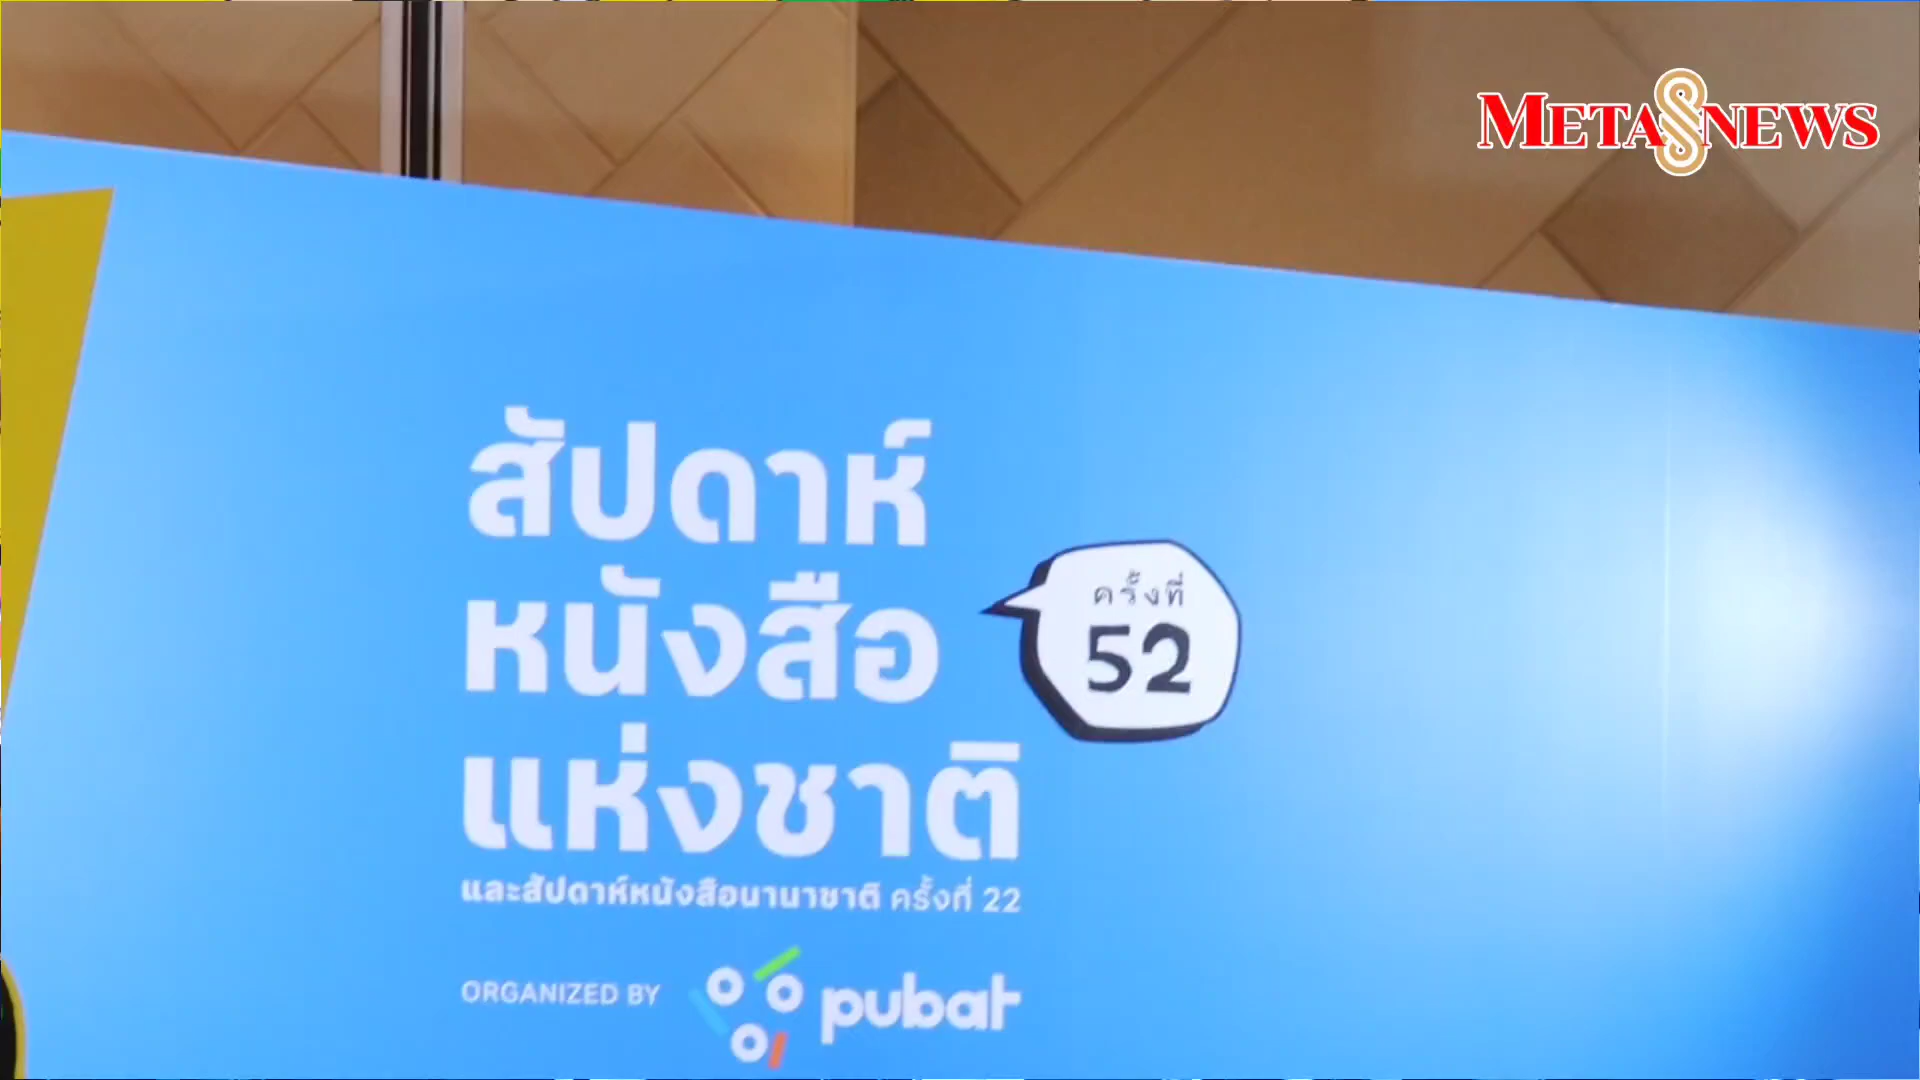 METASNEWS
สัปดาห์
หนังสือ
แห่งชาติ
ครั้งที่
52
และสัปดาห์หนังสือนานาชาติ ครั้งที่ 22
ORGANIZED BY pubat